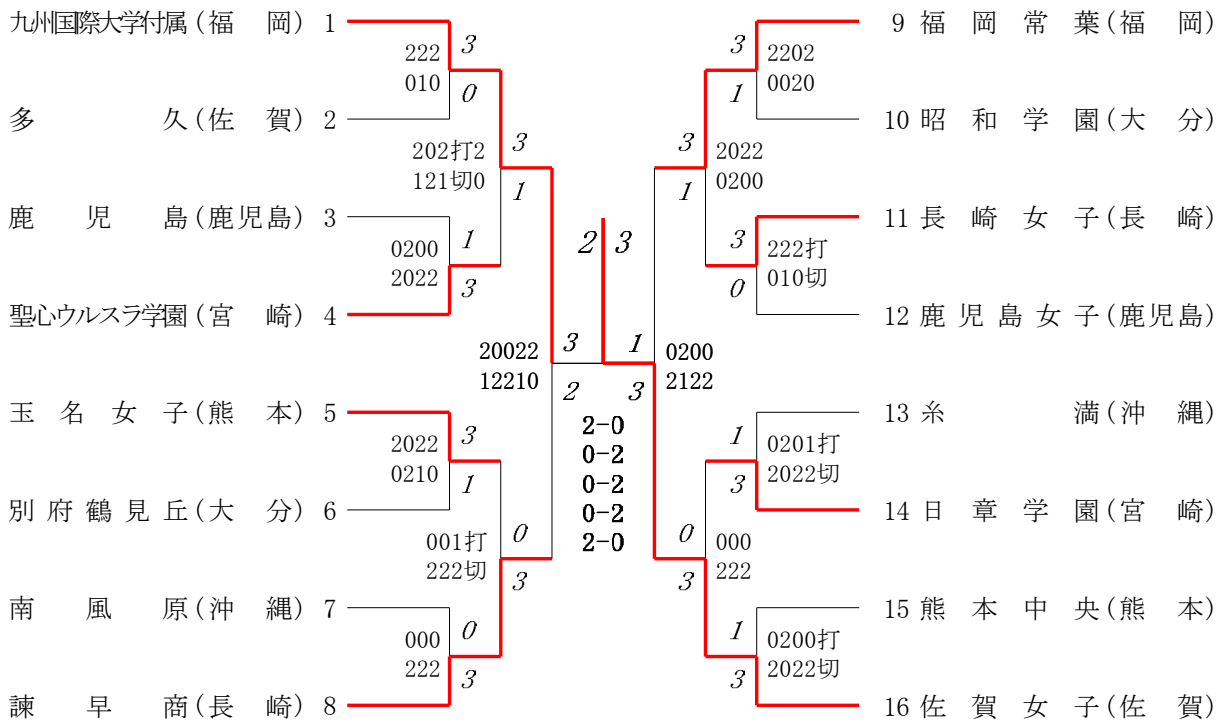 九州国際大学付属(福　岡) 1
222
010
3
0
多　久(佐　賀) 2
202打2
121切0
3
1
鹿　児　島(鹿児島) 3
0200
2022
1
3
聖心ウルスラ学園(宮　崎) 4
20022
12210
3
2
玉　名　女　子(熊　本) 5
2022
0210
3
1
別　府　鶴　見　丘(大　分) 6
001打
222切
0
3
南　風　原(沖　縄) 7
000
222
0
3
諫　早　商(長　崎) 8
2 3
2-0
0-2
0-2
0-2
2-0
9 福　岡　常　葉(福　岡)
3
1
2202
0020
10 昭　和　学　園(大　分)
3
1
2022
0200
11 長　崎　女　子(長　崎)
3
0
222打
010切
12 鹿　児　島　女　子(鹿児島)
1
3
0200
2122
13 糸　満(沖　縄)
1
3
0201打
2022切
14 日　章　学　園(宮　崎)
0
3
000
222
15 熊　本　中　央(熊　本)
1
3
0200打
2022切
16 佐　賀　女　子(佐　賀)